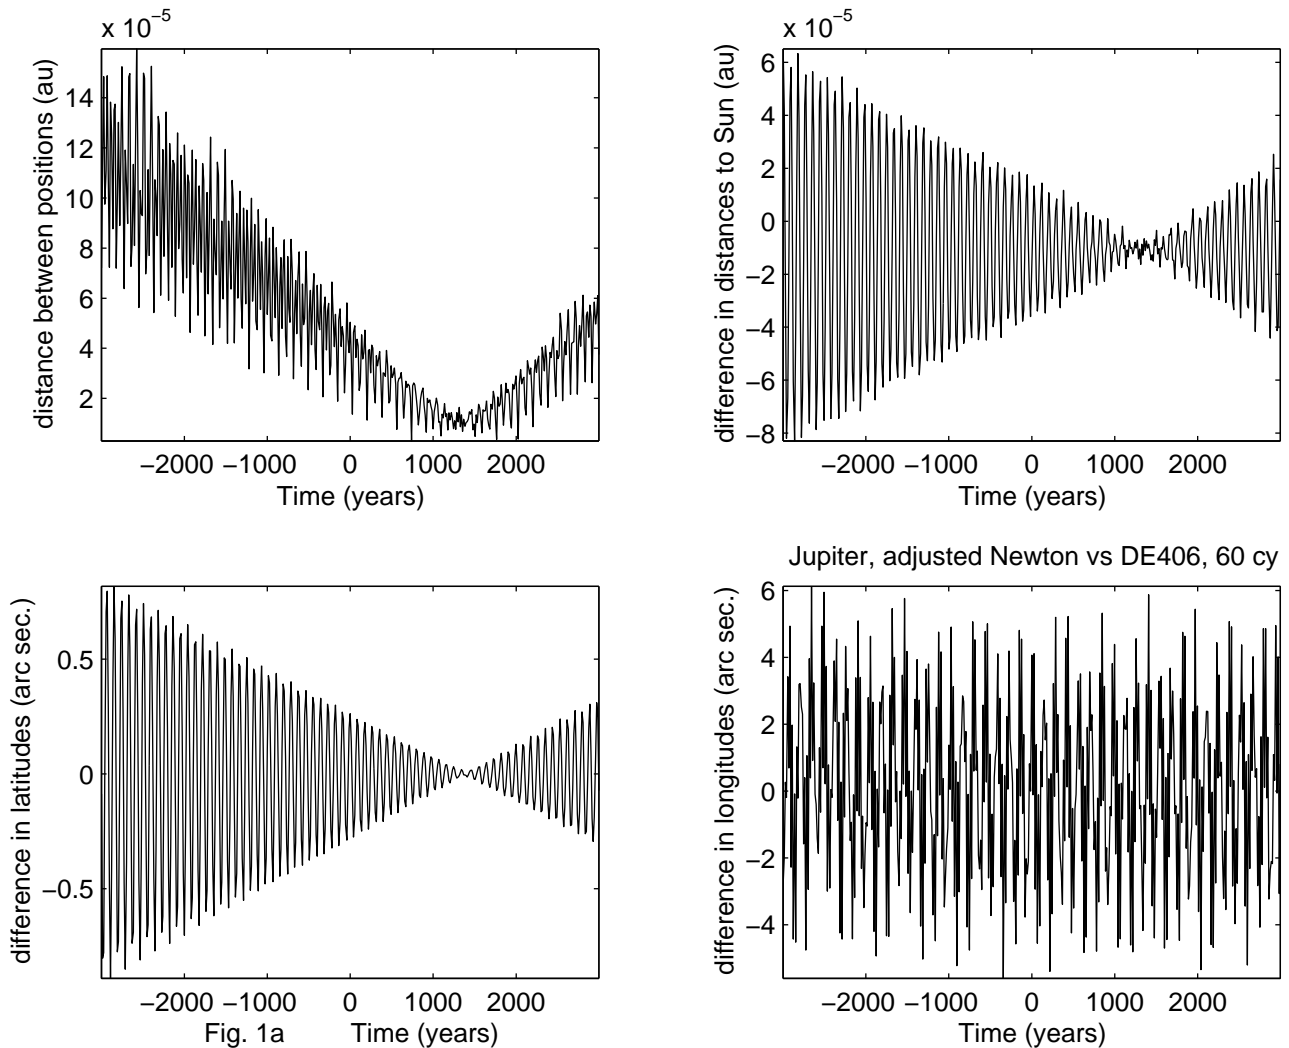 x 10−5
14
12
10
8
6
4
2
distance between positions (au)
−2000 −1000 0 1000 2000
Time (years)
x 10−5
6
4
2
0
−2
−4
−6
−8
difference in distances to Sun (au)
−2000 −1000 0 1000 2000
Time (years)
0.5
0
−0.5
difference in latitudes (arc sec.)
−2000 −1000 0 1000 2000
Fig. 1a Time (years)
Jupiter, adjusted Newton vs DE406, 60 cy
6
4
2
0
−2
−4
difference in longitudes (arc sec.)
−2000 −1000 0 1000 2000
Time (years)